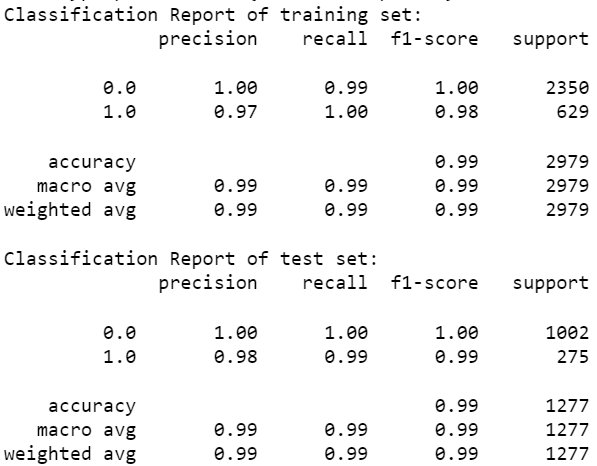 Classification Report of training set:
precision recall f1-score support
0.0 1.00 0.99 1.00 2350
1.0 0.97 1.00 0.98 629
accuracy 0.99 2979
macro avg 0.99 0.99 0.99 2979
weighted avg 0.99 0.99 0.99 2979
Classification Report of test set:
precision recall f1-score support
0.0 1.00 1.00 1.00 1002
1.0 0.98 0.99 0.99 275
accuracy 0.99 1277
macro avg 0.99 0.99 0.99 1277
weighted avg 0.99 0.99 0.99 1277